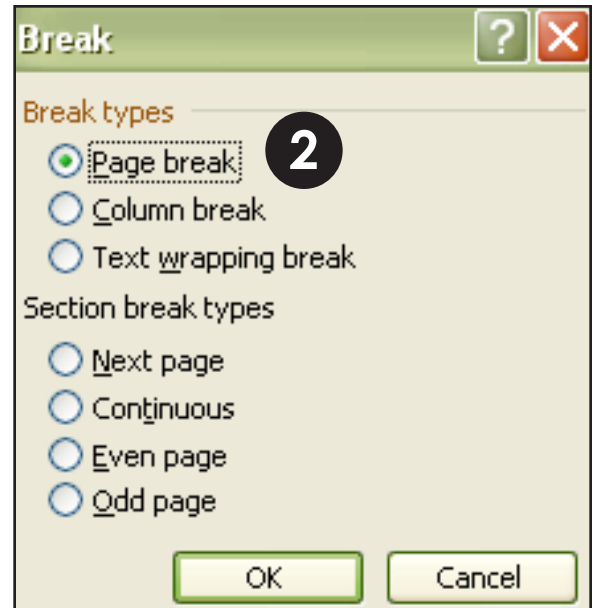 Break ?
Break types
Page break 2
Column break
Text wrapping break
Section break types
Next page
Continuous
Even page
Odd page
OK Cancel